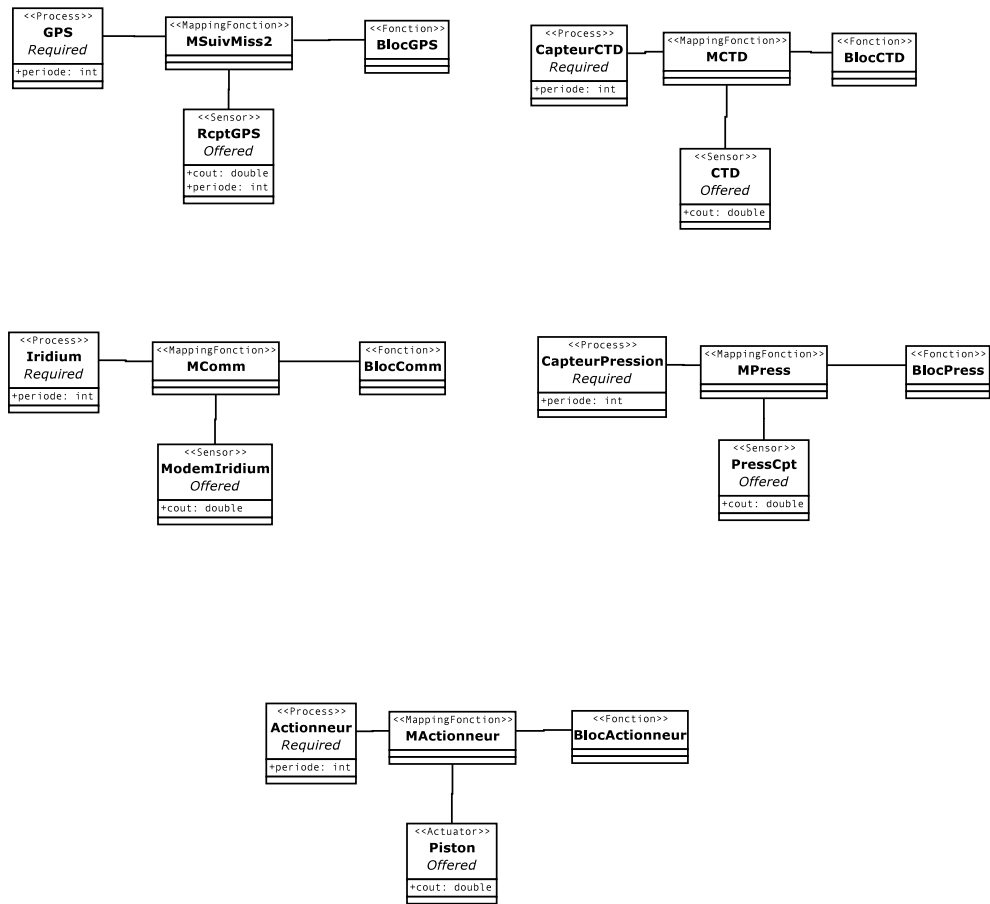 <<Process>>
GPS
Required
+periode: int
<<MappingFonction>>
MSuivMiss2
<<Fonction>>
BlocGPS
<<Sensor>>
RcptGPS
Offered
+cout: double
+periode: int
<<Process>>
CapteurCTD
Required
+periode: int
<<MappingFonction>>
MCTD
<<Fonction>>
BlocCTD
<<Sensor>>
CTD
Offered
+cout: double
<<Process>>
Iridium
Required
+periode: int
<<MappingFonction>>
MComm
<<Fonction>>
BlocComm
<<Sensor>>
ModemIridium
Offered
+cout: double
<<Process>>
CapteurPression
Required
+periode: int
<<MappingFonction>>
MPress
<<Fonction>>
BlocPress
<<Sensor>>
PressCpt
Offered
+cout: double
<<Process>>
Actionneur
Required
+periode: int
<<MappingFonction>>
MActionneur
<<Fonction>>
BlocActionneur
<<Actuator>>
Piston
Offered
+cout: double